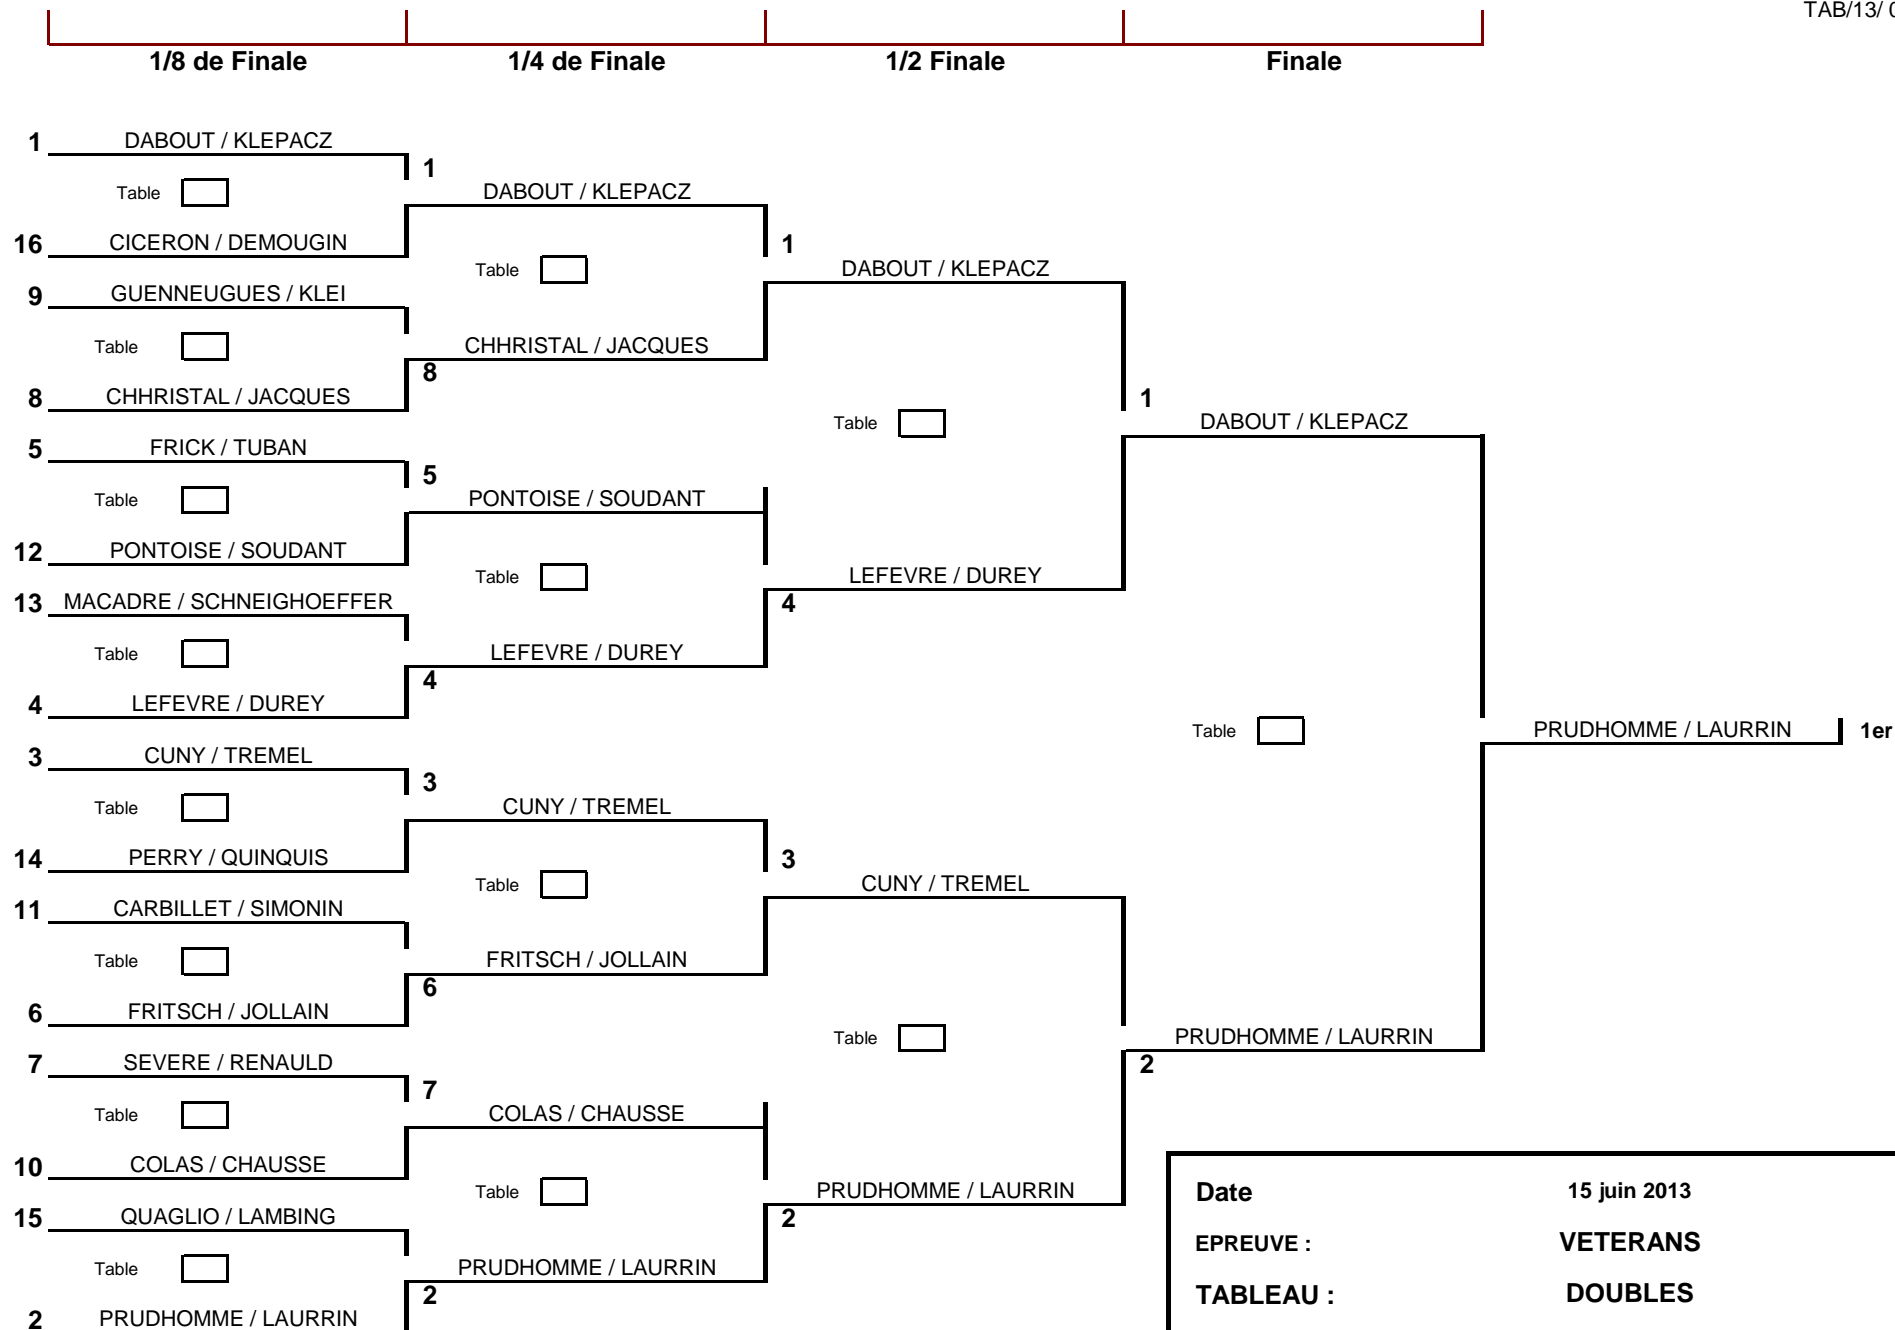 TAB/13/
1/8 de Finale 1/4 de Finale 1/2 Finale Finale
1 DABOUT / KLEPACZ
1
Table DABOUT / KLEPACZ
16 CICERON / DEMOUGIN 1
Table DABOUT / KLEPACZ
9 GUENNEUGUES / KLEI
Table CHHRISTAL / JACQUES
8
8 CHHRISTAL / JACQUES 1
Table DABOUT / KLEPACZ
5 FRICK / TUBAN
5
Table PONTOISE / SOUDANT
12 PONTOISE / SOUDANT
Table LEFEVRE / DUREY
13 MACADRE / SCHNEIGHOEFFER 4
Table LEFEVRE / DUREY
4
4 LEFEVRE / DUREY
Table PRUDHOMME / LAURRIN 1er
3 CUNY / TREMEL
3
Table CUNY / TREMEL
14 PERRY / QUINQUIS 3
Table CUNY / TREMEL
11 CARBILLET / SIMONIN
Table FRITSCH / JOLLAIN
6
6 FRITSCH / JOLLAIN
Table PRUDHOMME / LAURRIN
7 SEVERE / RENAULD 2
7
Table COLAS / CHAUSSE
10 COLAS / CHAUSSE
Table PRUDHOMME / LAURRIN
Date 15 juin 2013
15 QUAGLIO / LAMBING 2
EPREUVE : VETERANS
Table PRUDHOMME / LAURRIN
2
TABLEAU : DOUBLES
2 PRUDHOMME / LAURRIN